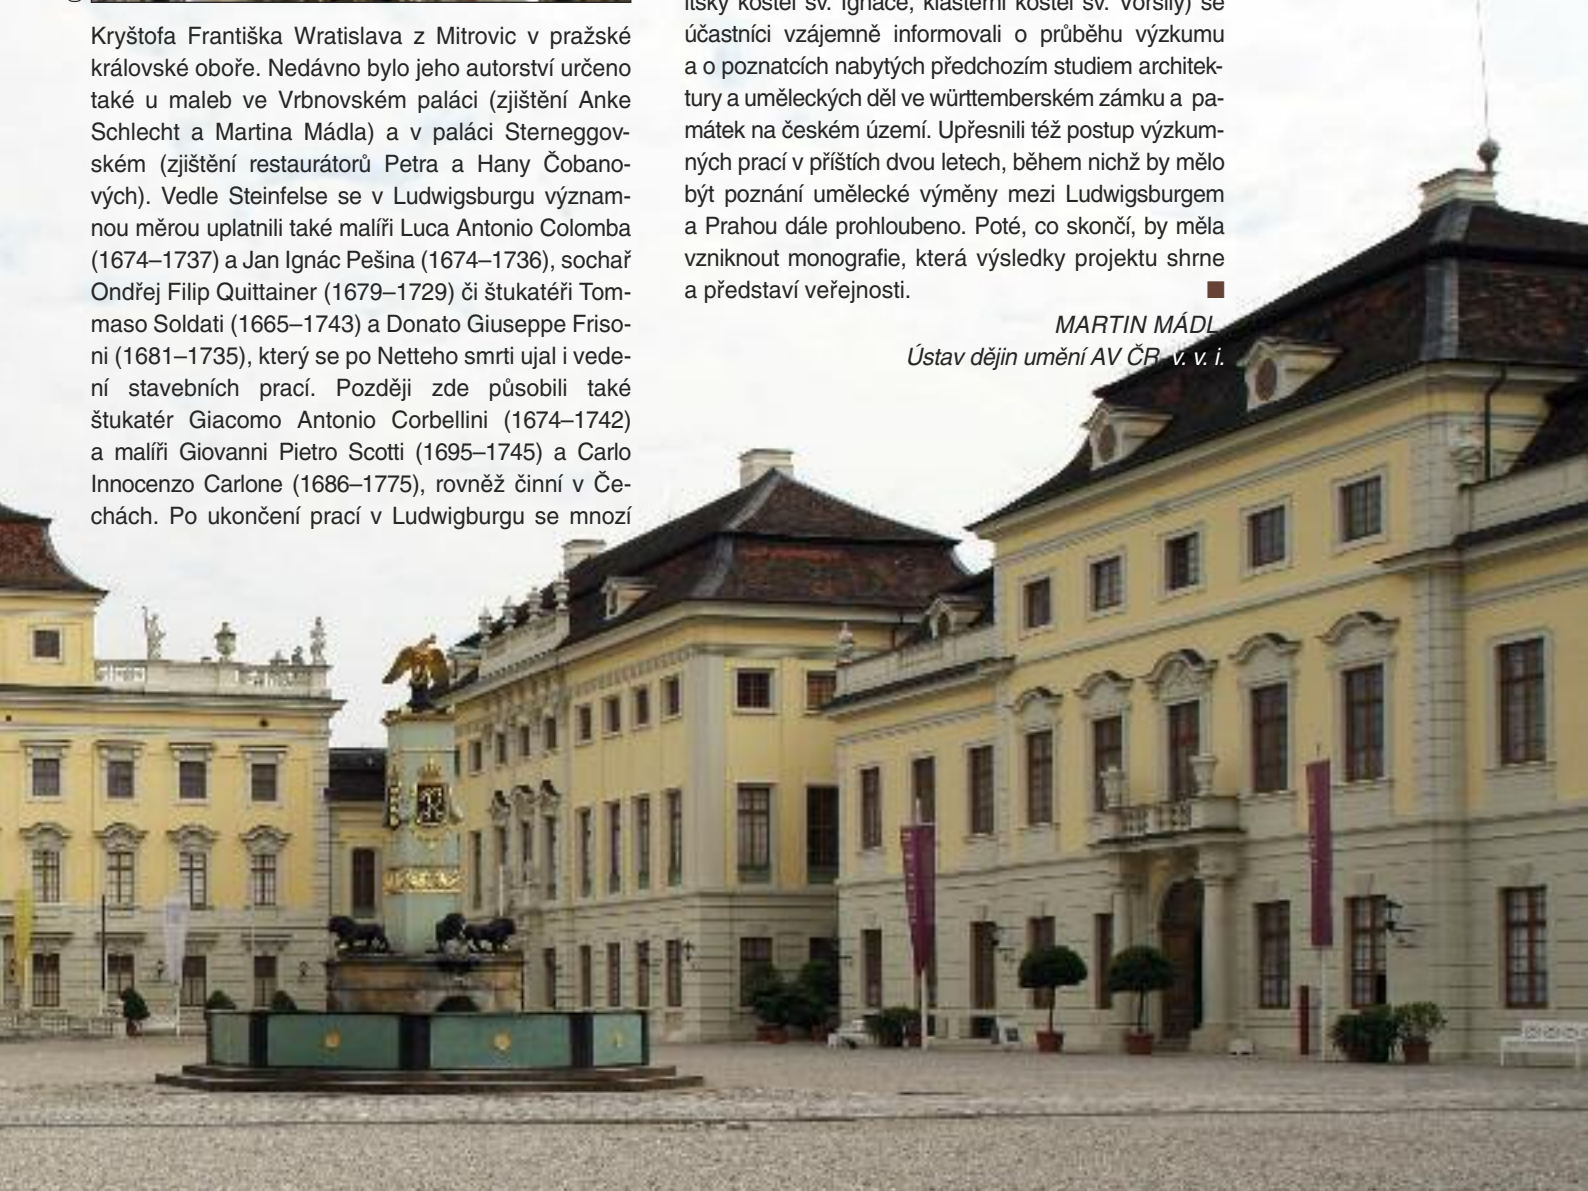 Kryštofa Františka Wratislava z Mitrovic v pražské
královské oboře. Nedávno bylo jeho autorství určeno
také u maleb ve Vrbnovském paláci (zjištění Anke
Schlecht a Martina Mádla) a v paláci Sterneggov-
ském (zjištění restaurátorů Petra a Hany Čobano-
vých). Vedle Steinfelse se v Ludwigsburgu význam-
nou měrou uplatnili také malíři Luca Antonio Colomba
(1674–1737) a Jan Ignác Pešina (1674–1736), sochař
Ondřej Filip Quittainer (1679–1729) či štukatéři Tom-
maso Soldati (1665–1743) a Donato Giuseppe Friso-
ni (1681–1735), který se po Netteho smrti ujal i vede-
ní stavebních prací. Později zde působili také
štukatér Giacomo Antonio Corbellini (1674–1742)
a malíři Giovanni Pietro Scotti (1695–1745) a Carlo
Innocenzo Carlone (1686–1775), rovněž činní v Če-
chách. Po ukončení prací v Ludwigburgu se mnozí
itský kostel sv. Ignáce, klášterní kostel sv. Voršily) se
účastníci vzájemně informovali o průběhu výzkumu
a o poznatcích nabytých předchozím studiem architek-
tury a uměleckých děl ve württemberském zámku a pa-
mátek na českém území. Upřesnili též postup výzkum-
ných prací v příštích dvou letech, během nichž by mělo
být poznání umělecké výměny mezi Ludwigsburgem
a Prahou dále prohloubeno. Poté, co skončí, by měla
vzniknout monografie, která výsledky projektu shrne
a představí veřejnosti.
MARTIN MÁDL,
Ústav dějin umění AV ČR, v. v. i.